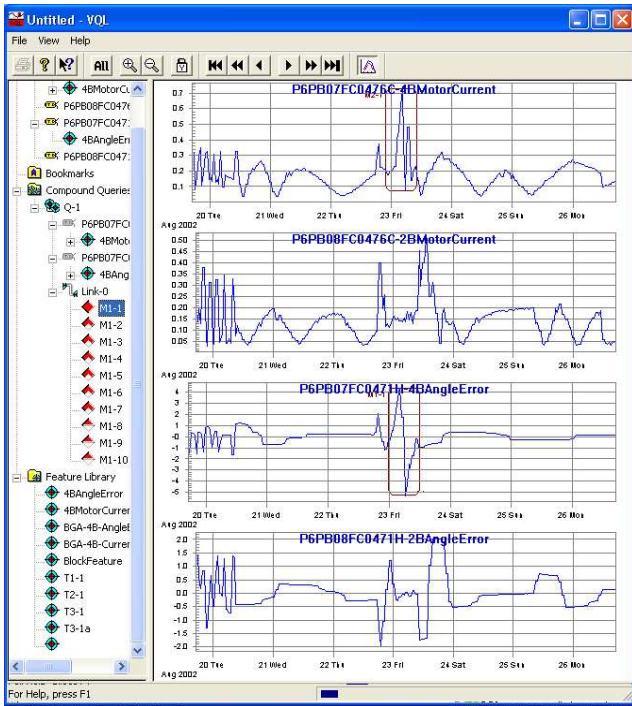 Untitled - VQL
File View Help
All
4BMotorCu
P6PB08FC0476
P6PB07FC0471
4BAngleErr
P6PB08FC0471
Bookmarks
Compound Queries
Q-1
P6PB07FC
4BMoto
P6PB07FC
4BAng
Link-0
M1-1
M1-2
M1-3
M1-4
M1-5
M1-6
M1-7
M1-8
M1-9
M1-10
Feature Library
4BAngleError
4BMotorCurren
BGA-4B-AngleE
BGA-4B-Curren
BlockFeature
T1-1
T2-1
T3-1
T3-1a
P6PB07FC0476C-4BMotorCurrent
M2-1
0.7
0.6
0.5
0.4
0.3
0.2
0.1
20 Tue 21 Wed 22 Thu 23 Fri 24 Sat 25 Sun 26 Mon
Aug 2002
P6PB08FC0476C-2BMotorCurrent
0.50
0.45
0.40
0.35
0.30
0.25
0.20
0.15
0.10
0.05
20 Tue 21 Wed 22 Thu 23 Fri 24 Sat 25 Sun 26 Mon
Aug 2002
P6PB07FC0471H-4BAngleError
M1-1
4
3
2
1
-0
-1
-2
-3
-4
-5
20 Tue 21 Wed 22 Thu 23 Fri 24 Sat 25 Sun 26 Mon
Aug 2002
P6PB08FC0471H-2BAngleError
2.0
1.5
1.0
0.5
0.0
-0.5
-1.0
-1.5
-2.0
20 Tue 21 Wed 22 Thu 23 Fri 24 Sat 25 Sun 26 Mon
Aug 2002
For Help, press F1